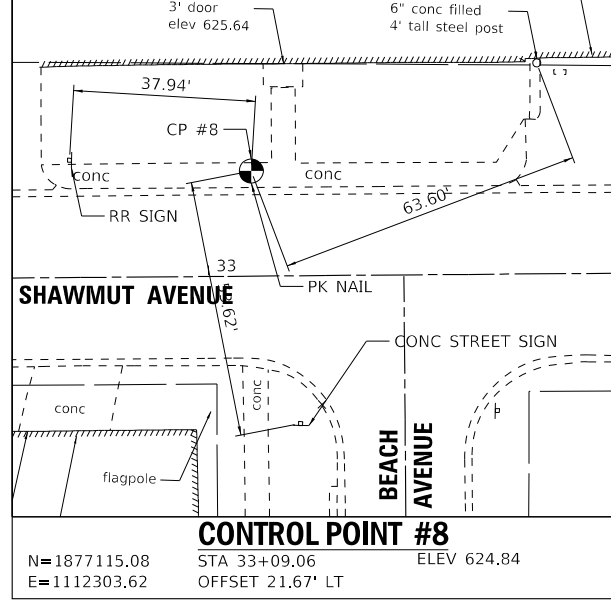 3' door
elev 625.64
6" conc filled
4' tall steel post
37.94'
CP #8
conc
conc
RR SIGN
63.60'
33
PK NAIL
SHAWMUT AVENUE
CONC STREET SIGN
conc
conc
flagpole
BEACH
AVENUE
CONTROL POINT #8
N=1877115.08
STA 33+09.06
ELEV 624.84
E=1112303.62
OFFSET 21.67' LT